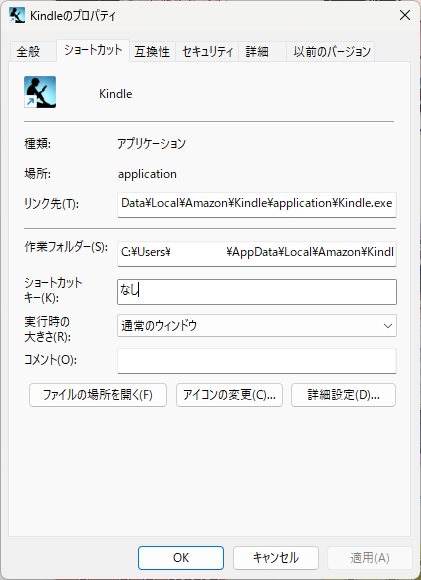 Kindleのプロパティ
全般 ショートカット 互換性 セキュリティ 詳細 以前のバージョン
Kindle
種類: アプリケーション
場所: application
リンク先(T): Data¥Local¥Amazon¥Kindle¥application¥Kindle.exe
作業フォルダー(S): C:¥Users¥ ¥AppData¥Local¥Amazon¥Kindl
ショートカット
キー(K): なし
実行時の
大きさ(R): 通常のウィンドウ
コメント(O):
ファイルの場所を開く(F) アイコンの変更(C)... 詳細設定(D)...
OK キャンセル 適用(A)